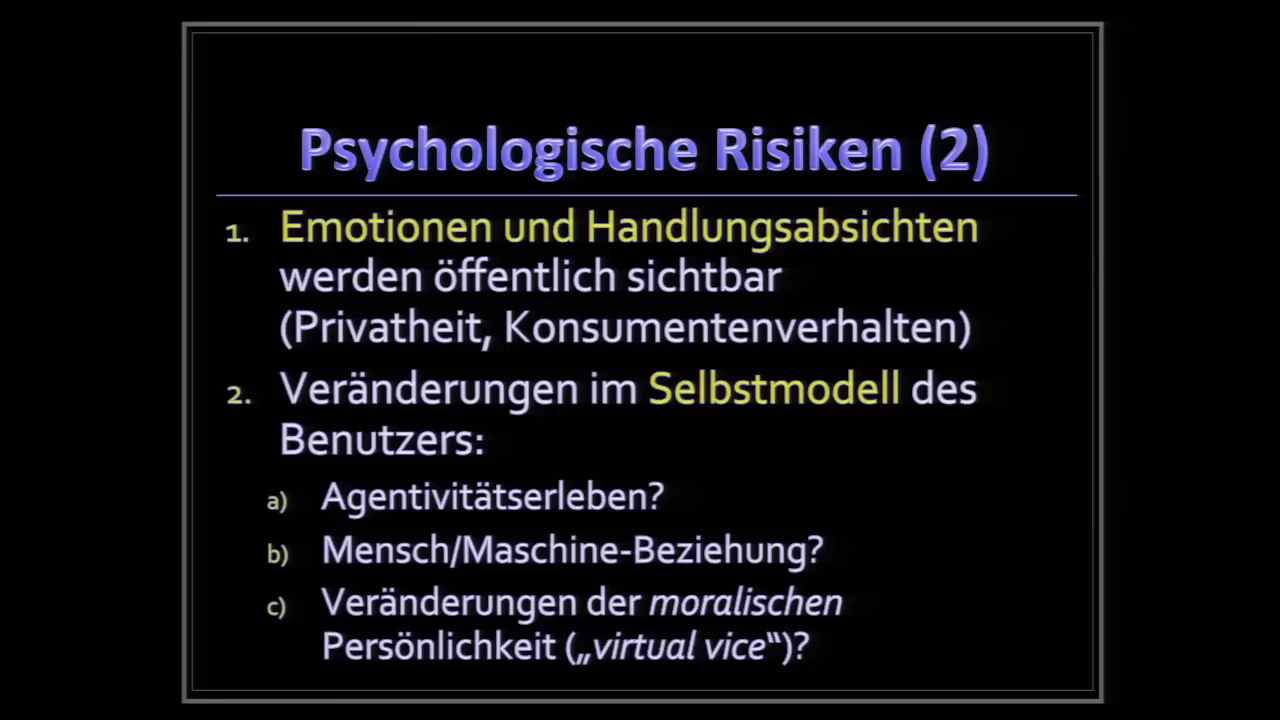 Psychologische Risiken (2)
1. Emotionen und Handlungsabsichten
werden öffentlich sichtbar
(Privatheit, Konsumentenverhalten)
2. Veränderungen im Selbstmodell des
Benutzers:
a) Agentivitätserleben?
b) Mensch/Maschine-Beziehung?
c) Veränderungen der moralischen
Persönlichkeit („virtual vice“)?